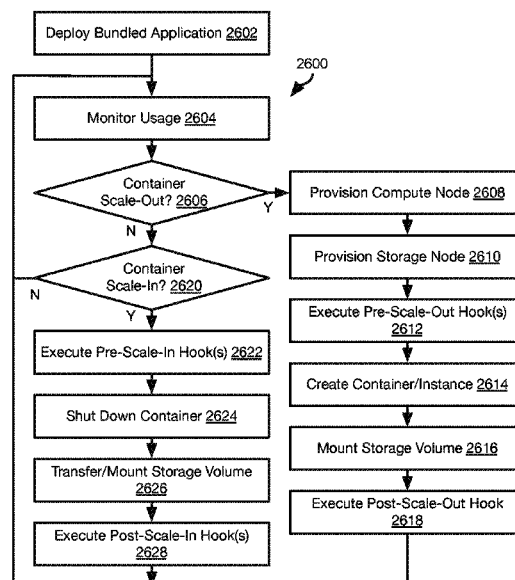 Deploy Bundled Application 2602
2600
Monitor Usage 2604
Container
Scale-Out? 2606
Y
N
Provision Compute Node 2608
Provision Storage Node 2610
Container
Scale-In? 2620
N
Y
Execute Pre-Scale-Out Hook(s)
2612
Execute Pre-Scale-In Hook(s) 2622
Create Container/Instance 2614
Shut Down Container 2624
Mount Storage Volume 2616
Transfer/Mount Storage Volume
2626
Execute Post-Scale-Out Hook
2618
Execute Post-Scale-In Hook(s)
2628